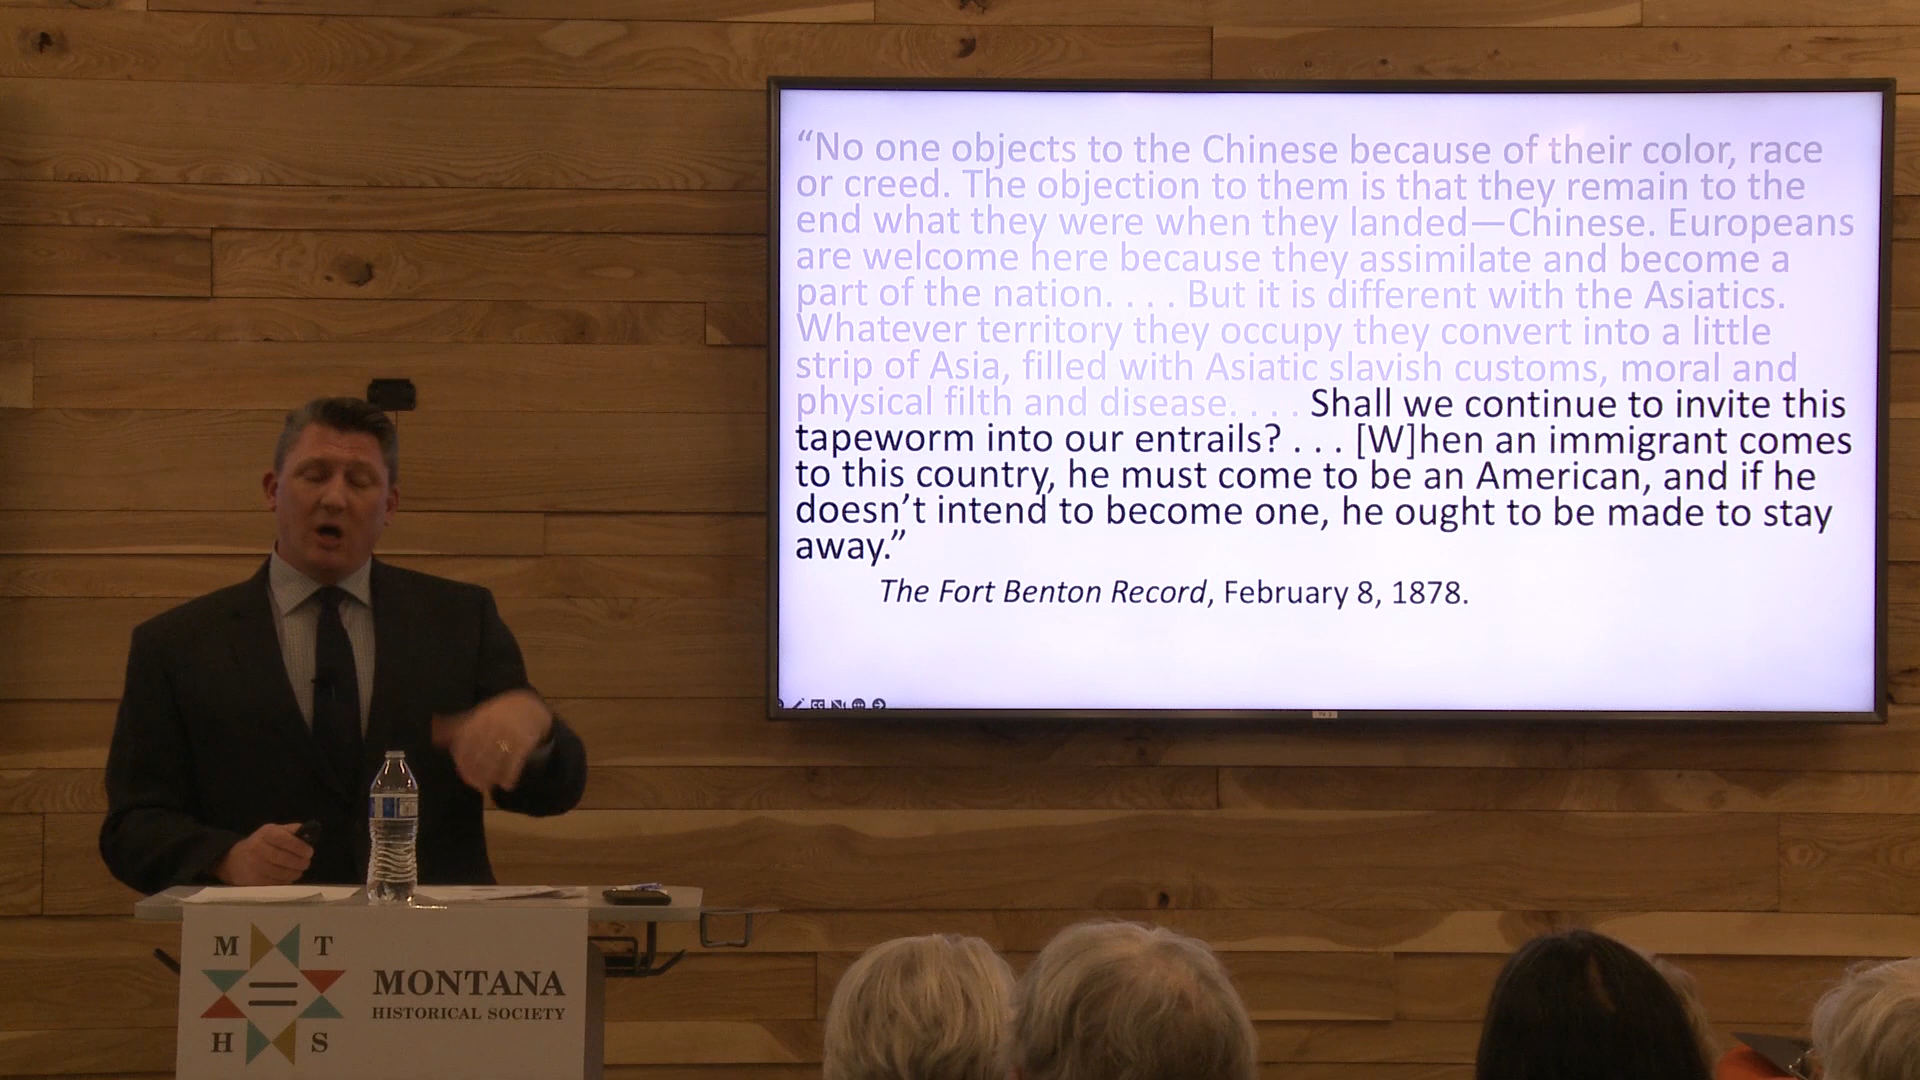 “No one objects to the Chinese because of their color, race
or creed. The objection to them is that they remain to the
end what they were when they landed—Chinese. Europeans
are welcome here because they assimilate and become a
part of the nation. . . . But it is different with the Asiatics.
Whatever territory they occupy they convert into a little
strip of Asia, filled with Asiatic slavish customs, moral and
physical filth and disease. . . . Shall we continue to invite this
tapeworm into our entrails? . . . [W]hen an immigrant comes
to this country, he must come to be an American, and if he
doesn’t intend to become one, he ought to be made to stay
away.”
The Fort Benton Record, February 8, 1878.
M T
H S
MONTANA
HISTORICAL SOCIETY